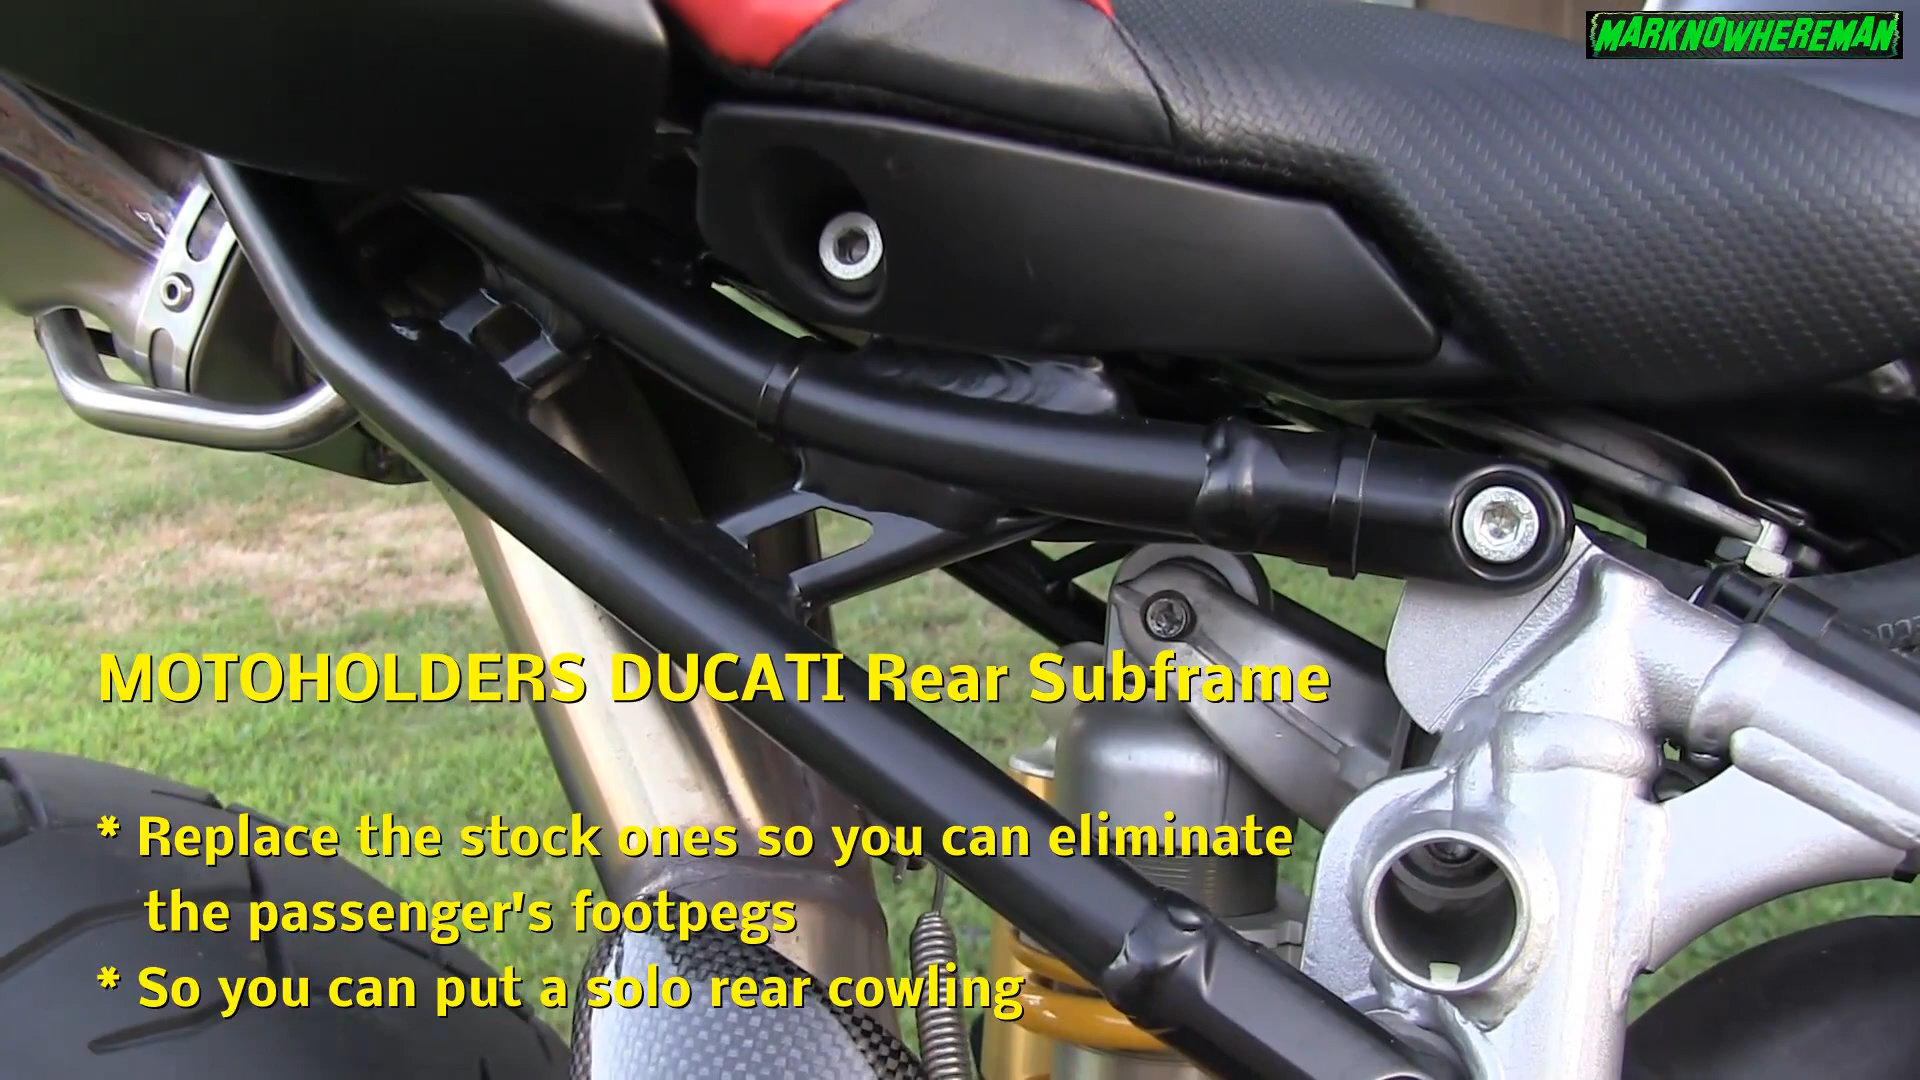 MARKNOWHEREMAN
MOTOHOLDERS DUCATI Rear Subframe
* Replace the stock ones so you can eliminate
the passenger's footpegs
* So you can put a solo rear cowling